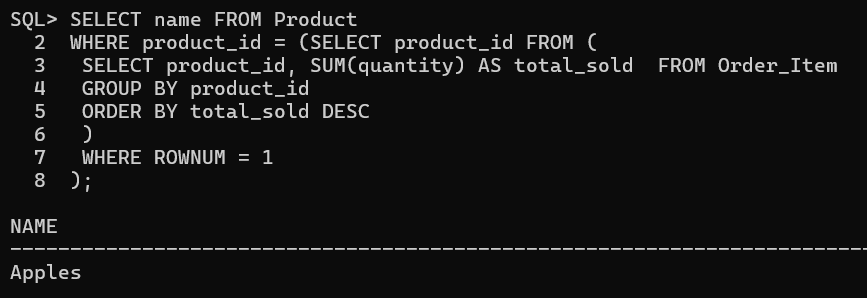 SQL> SELECT name FROM Product
  2  WHERE product_id = (SELECT product_id FROM (
  3   SELECT product_id, SUM(quantity) AS total_sold  FROM Order_Item
  4   GROUP BY product_id
  5   ORDER BY total_sold DESC
  6   )
  7   WHERE ROWNUM = 1
  8  );
NAME
------------------------------------------------------------------------
Apples